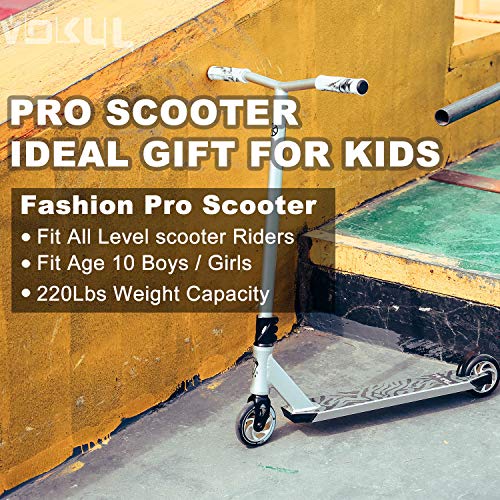 VOKUL
PRO SCOOTER
IDEAL GIFT FOR KIDS
Fashion Pro Scooter
• Fit All Level scooter Riders
• Fit Age 10 Boys / Girls
• 220Lbs Weight Capacity